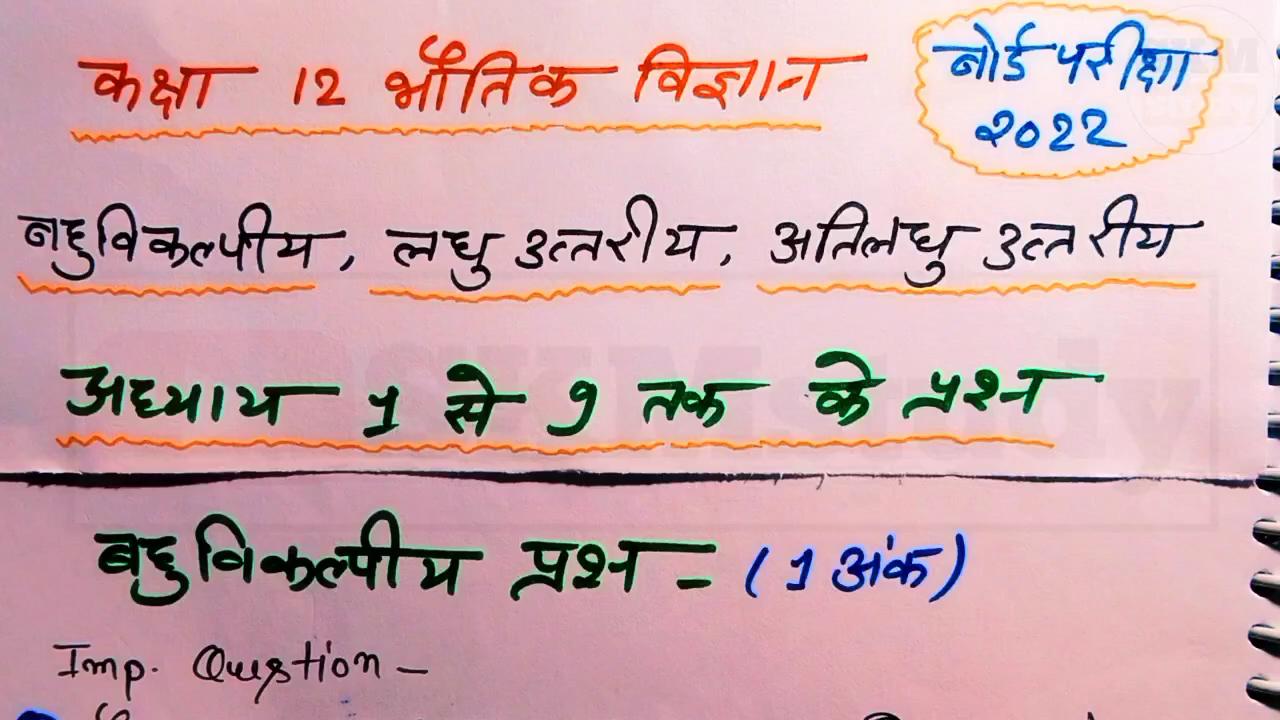 कक्षा 12 भौतिक विज्ञान
बोर्ड परीक्षा
२०22
बहुविकल्पीय, लघु उत्तरीय, अतिलघु उत्तरीय
अध्याय 1 से 9 तक के प्रश्न
बहुविकल्पीय प्रश्न = (1 अंक)
Imp. Question -